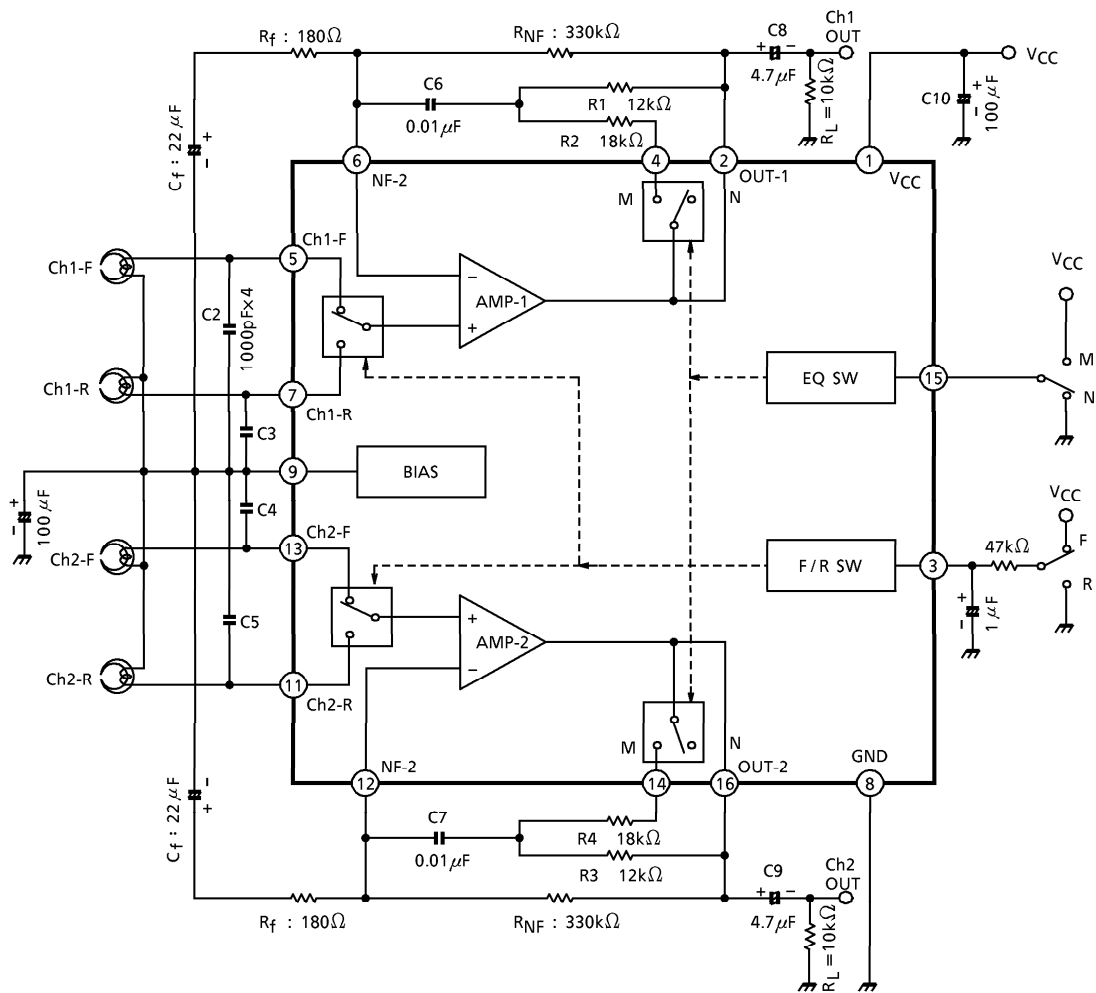 Rf : 180Ω
RNF : 330kΩ
C8
4.7μF
Ch1
OUT
RL = 10kΩ
VCC
C10
100μF
Cf : 22μF
C6
0.01μF
R1 12kΩ
R2 18kΩ
6
NF-2
4
2
OUT-1
1
VCC
M
N
Ch1-F
5
Ch1-F
C2
1000pF×4
AMP-1
VCC
Ch1-R
7
Ch1-R
C3
EQ SW
15
M
N
9
BIAS
100μF
C4
Ch2-F
13
Ch2-F
VCC
F
R
F/R SW
3
47kΩ
1μF
C5
AMP-2
Ch2-R
11
Ch2-R
M
N
12
NF-2
14
16
OUT-2
GND
8
Cf : 22μF
C7
0.01μF
R4 18kΩ
R3 12kΩ
Rf : 180Ω
RNF : 330kΩ
C9
4.7μF
Ch2
OUT
RL = 10kΩ